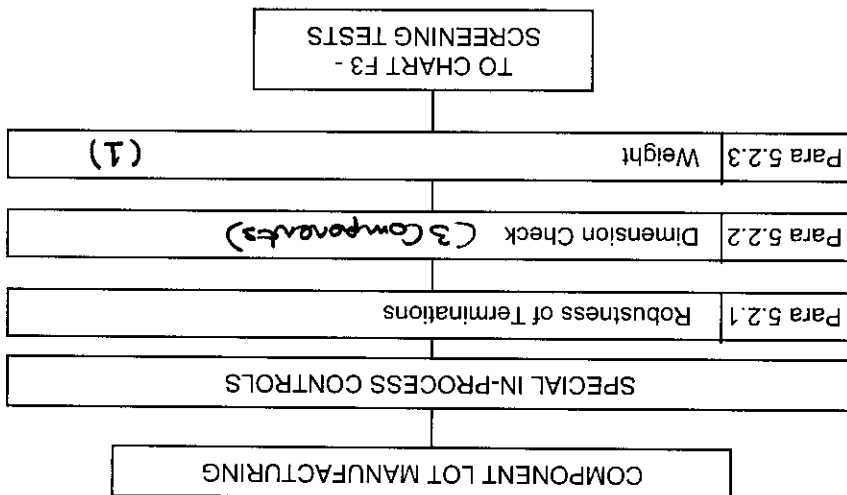 COMPONENT LOT MANUFACTURING
SPECIAL IN-PROCESS CONTROLS
Para 5.2.1 Robustness of Terminations
Para 5.2.2 Dimension Check (3 Components)
Para 5.2.3 Weight (1)
TO CHART F3 -
SCREENING TESTS